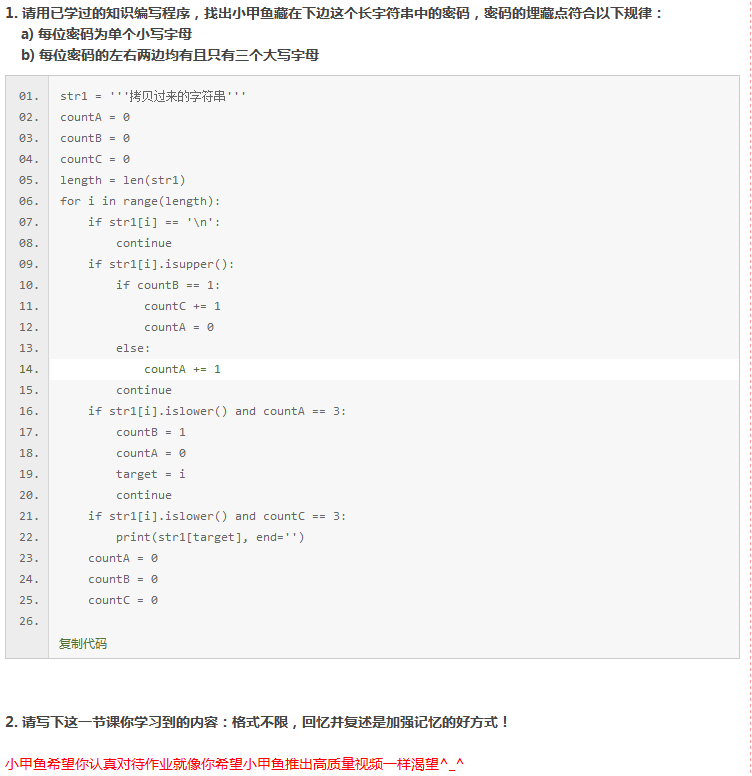 1. 请用已学过的知识编写程序，找出小甲鱼藏在下边这个长字符串中的密码，密码的埋藏点符合以下规律：
a) 每位密码为单个小写字母
b) 每位密码的左右两边均有且只有三个大写字母
01. str1 = '''拷贝过来的字符串'''
02. countA = 0
03. countB = 0
04. countC = 0
05. length = len(str1)
06. for i in range(length):
07.     if str1[i] == '\n':
08.         continue
09.     if str1[i].isupper():
10.         if countB == 1:
11.             countC += 1
12.             countA = 0
13.         else:
14.             countA += 1
15.         continue
16.     if str1[i].islower() and countA == 3:
17.         countB = 1
18.         countA = 0
19.         target = i
20.         continue
21.     if str1[i].islower() and countC == 3:
22.         print(str1[target], end='')
23.     countA = 0
24.     countB = 0
25.     countC = 0
26.
复制代码
2. 请写下这一节课你学习到的内容：格式不限，回忆并复述是加强记忆的好方式！
小甲鱼希望你认真对待作业就像你希望小甲鱼推出高质量视频一样渴望^_^